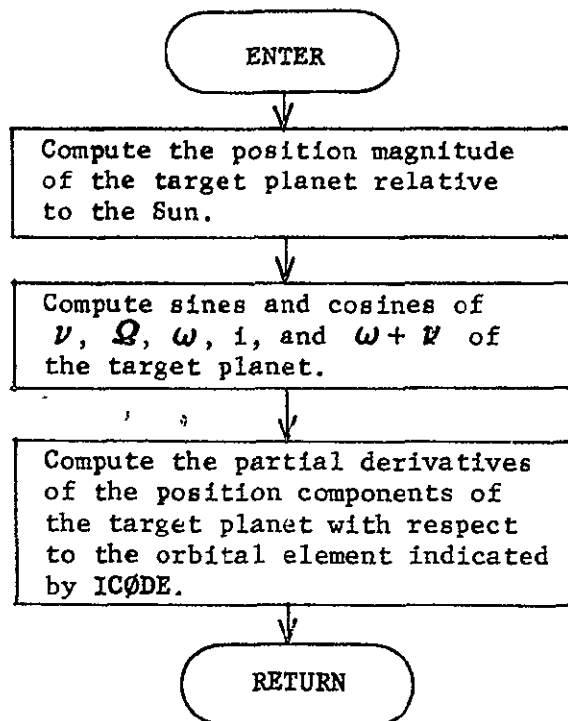 ENTER
Compute the position magnitude
of the target planet relative
to the Sun.
Compute sines and cosines of
ν, Ω, ω, i, and ω + ν of
the target planet.
Compute the partial derivatives
of the position components of
the target planet with respect
to the orbital element indicated
by ICØDE.
RETURN